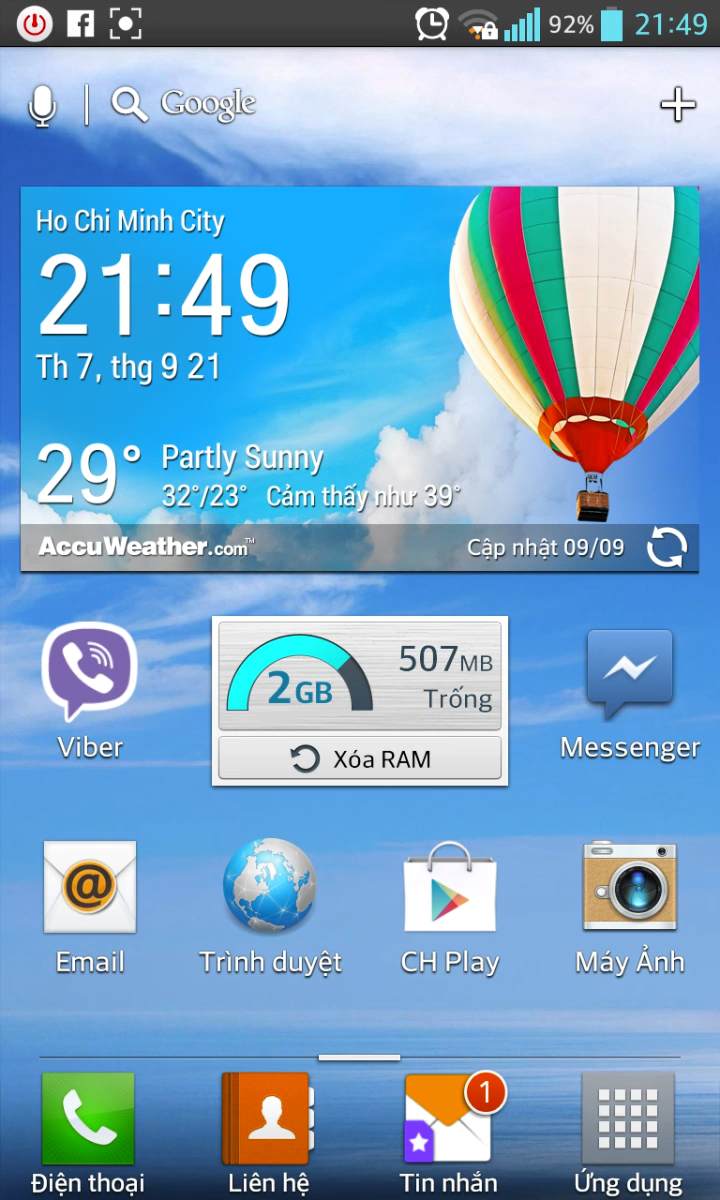 92% 21:49
Google
Ho Chi Minh City
21:49
Th 7, thg 9 21
29° Partly Sunny
32°/23° Cảm thấy như 39°
AccuWeather.com™ Cập nhật 09/09
2GB 507MB
Trống
Xóa RAM
Viber
Messenger
@
Email
Trình duyệt
CH Play
Máy Ảnh
1
Điện thoại
Liên hệ
Tin nhắn
Ứng dụng